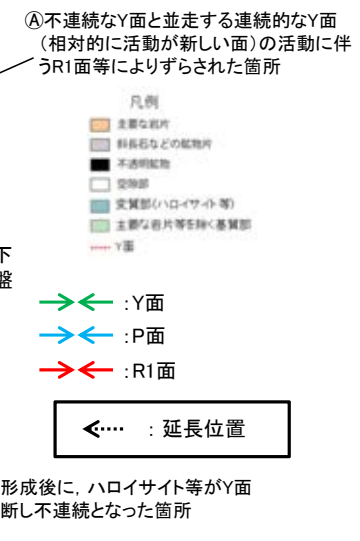 Ⓐ不連続なY面と並走する連続的なY面
(相対的に活動が新しい面)の活動に伴
うR1面等によりずらされた箇所
凡例
主要な岩片
斜長石などの鉱物片
不透明鉱物
空隙部
変質部(ハロイサイト等)
主要な岩片等を除く基質部
Y面
下
盤
:Y面
:P面
:R1面
:延長位置
形成後に,ハロイサイト等がY面
断し不連続となった箇所